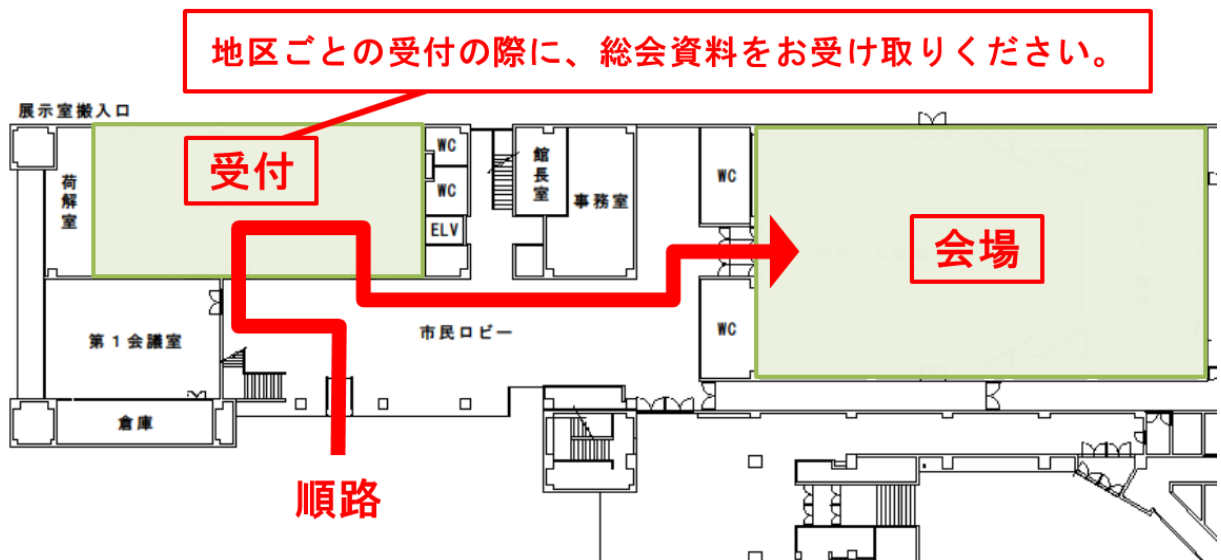 地区ごとの受付の際に、総会資料をお受け取りください。
展示室搬入口
受付
荷解室
WC
WC
ELV
館長室
事務室
WC
会場
第1会議室
市民ロビー
WC
倉庫
順路